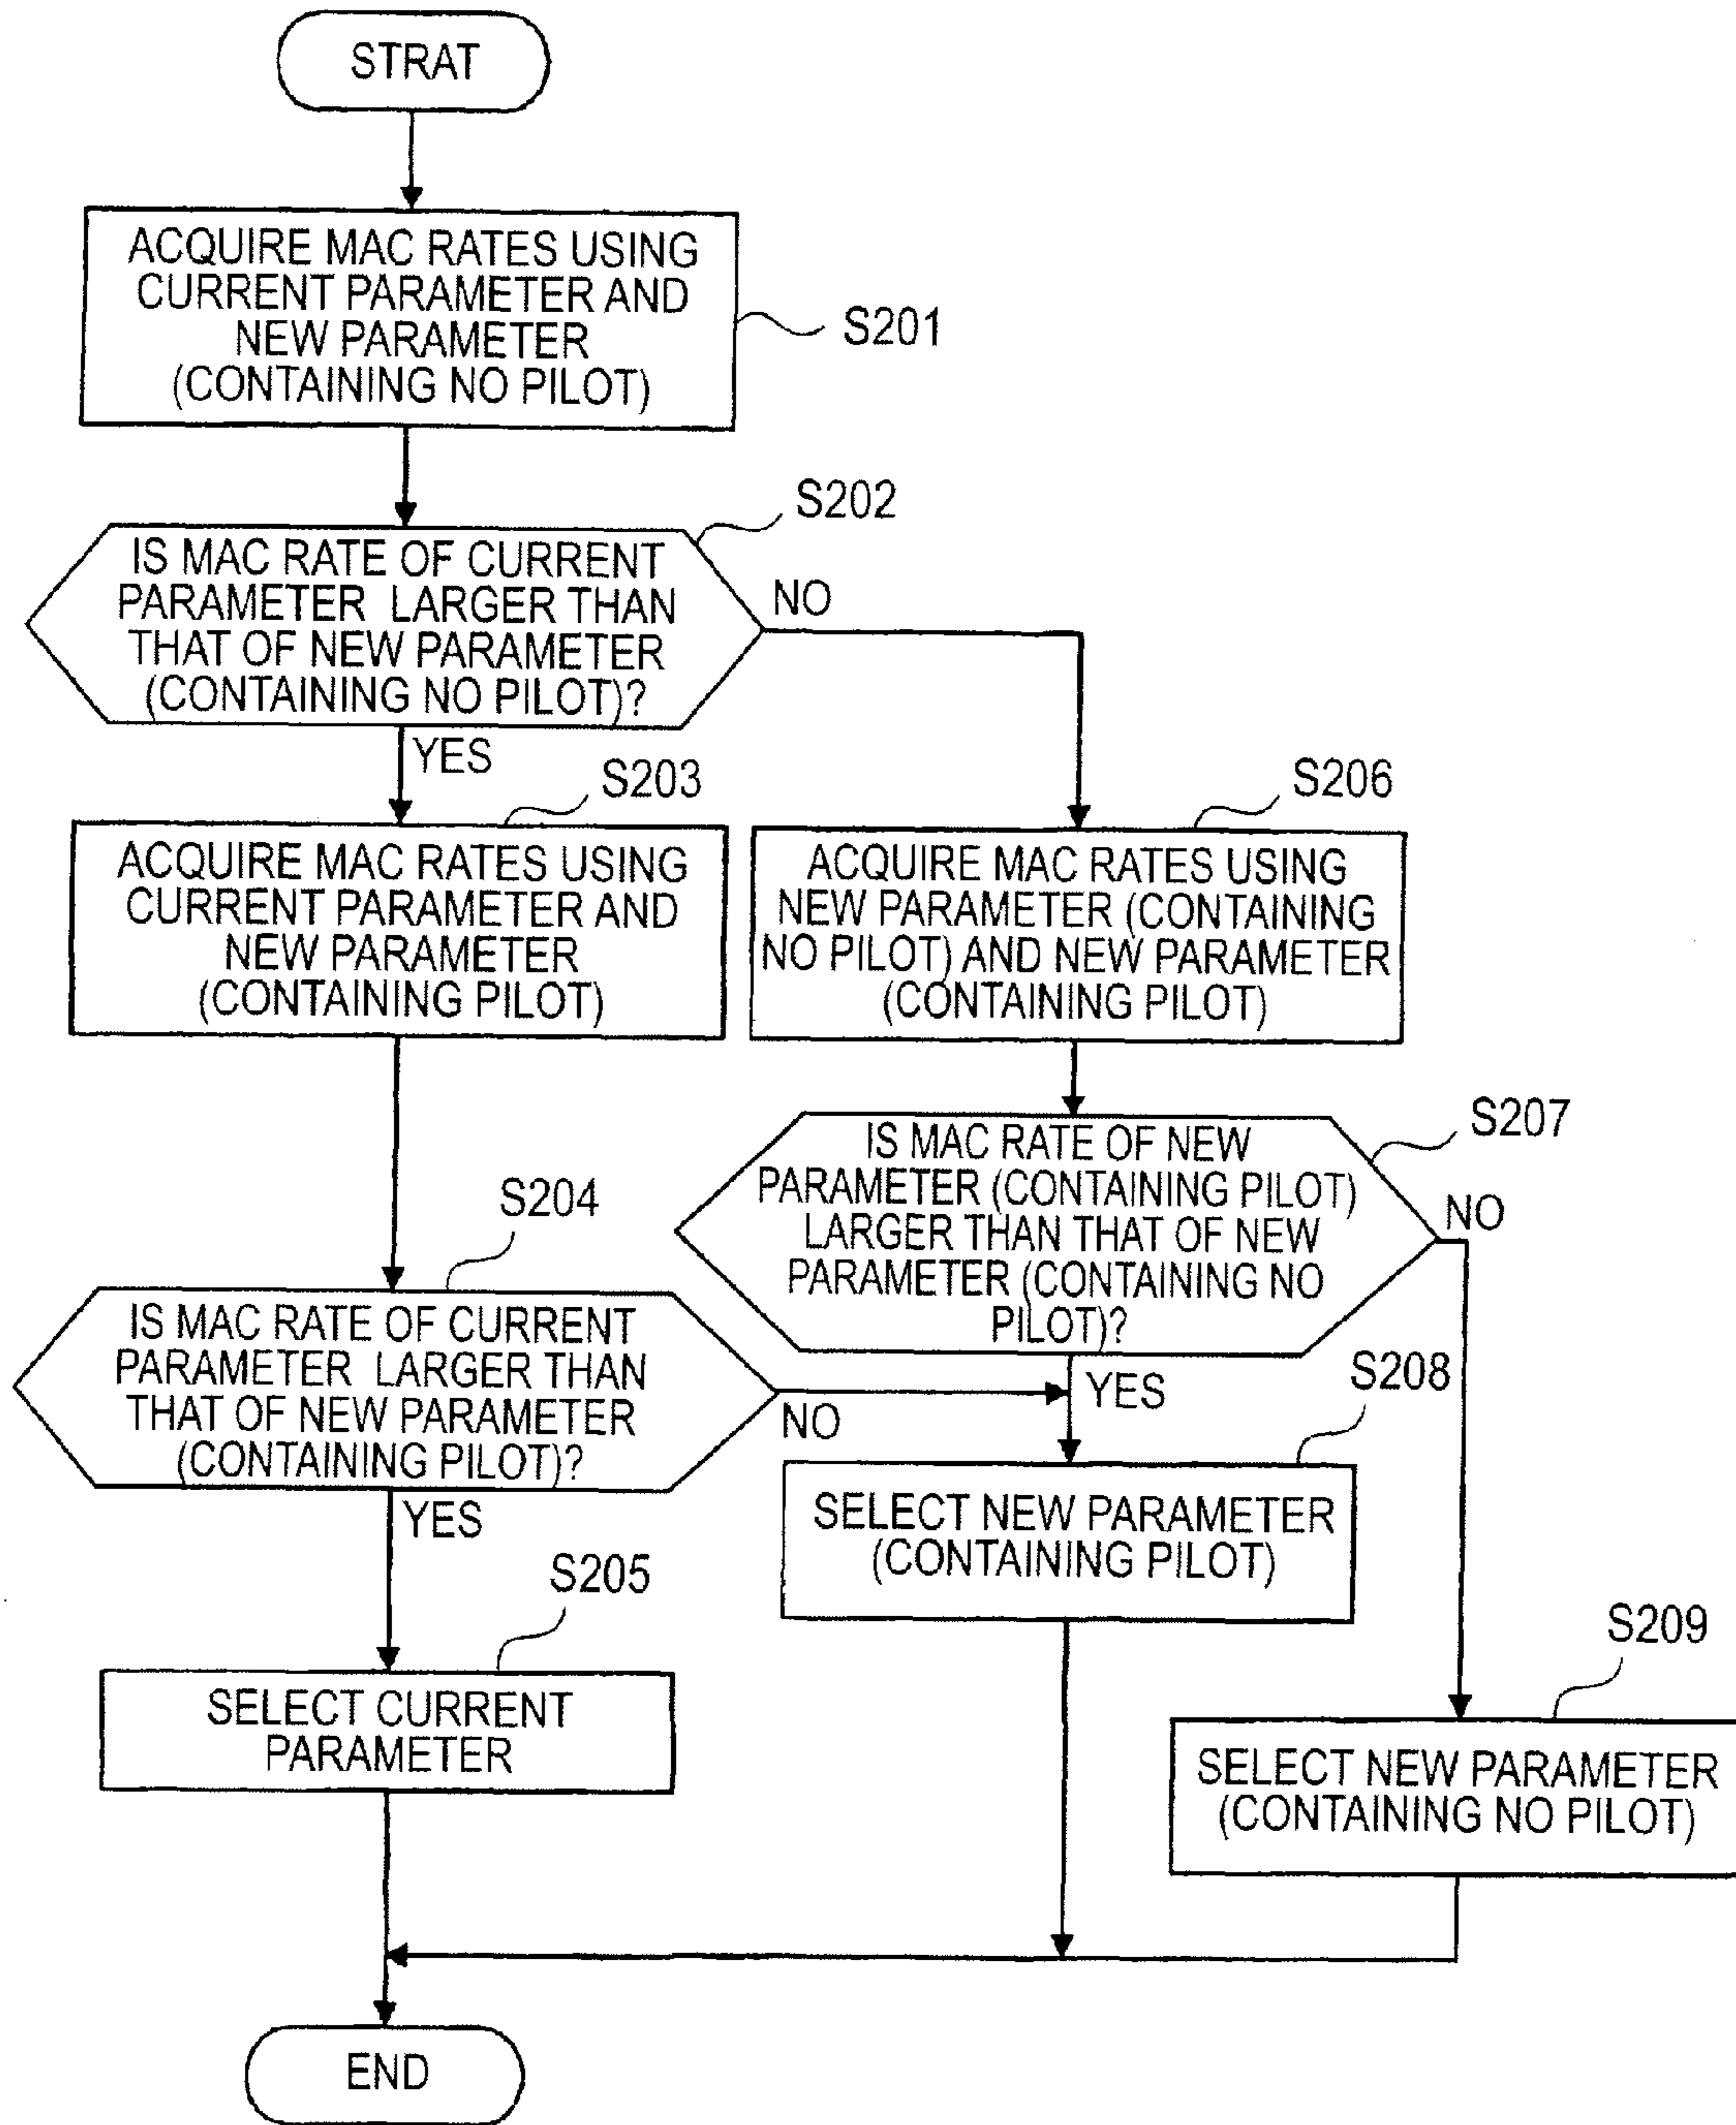 STRAT
ACQUIRE MAC RATES USING
CURRENT PARAMETER AND
NEW PARAMETER
(CONTAINING NO PILOT)
S201
S202
IS MAC RATE OF CURRENT
PARAMETER LARGER THAN
THAT OF NEW PARAMETER
(CONTAINING NO PILOT)?
NO
YES
S203
ACQUIRE MAC RATES USING
CURRENT PARAMETER AND
NEW PARAMETER
(CONTAINING PILOT)
S206
ACQUIRE MAC RATES USING
NEW PARAMETER (CONTAINING
NO PILOT) AND NEW PARAMETER
(CONTAINING PILOT)
S207
IS MAC RATE OF NEW
PARAMETER (CONTAINING PILOT)
LARGER THAN THAT OF NEW
PARAMETER (CONTAINING NO
PILOT)?
NO
YES
S204
IS MAC RATE OF CURRENT
PARAMETER LARGER THAN
THAT OF NEW PARAMETER
(CONTAINING PILOT)?
NO
YES
S208
SELECT NEW PARAMETER
(CONTAINING PILOT)
S205
SELECT CURRENT
PARAMETER
S209
SELECT NEW PARAMETER
(CONTAINING NO PILOT)
END